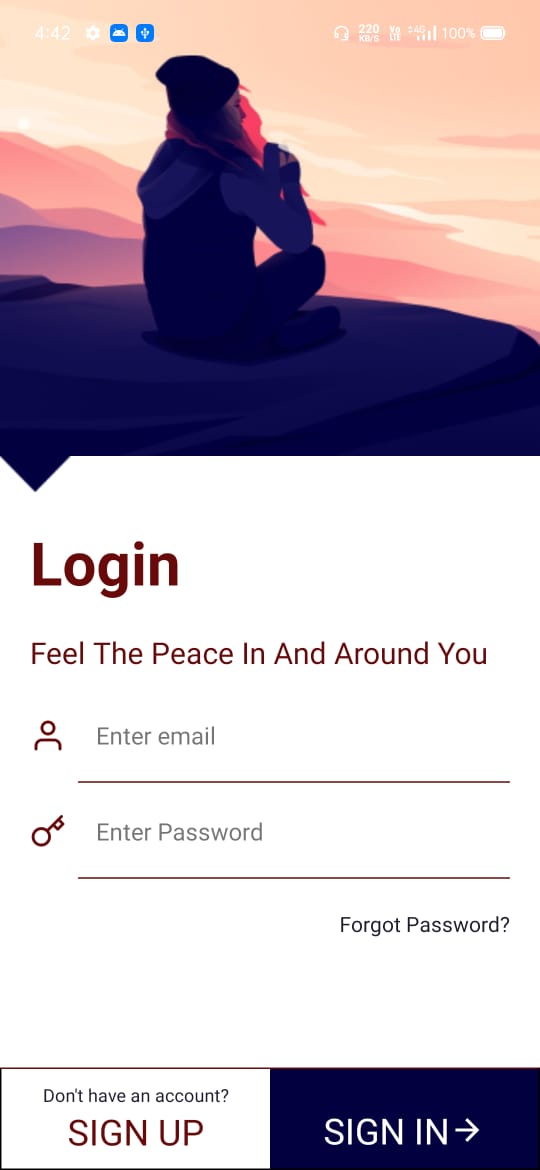 4:42 220 KB/S Vo LTE 4G 100%
Login
Feel The Peace In And Around You
Enter email
Enter Password
Forgot Password?
Don't have an account?
SIGN UP
SIGN IN→